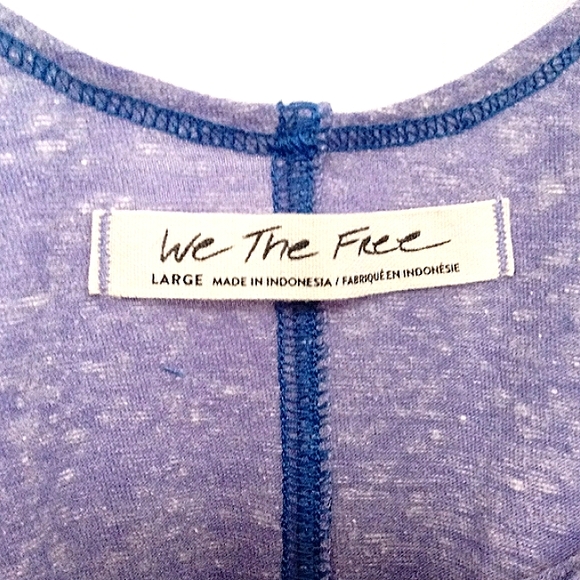 We The Free
LARGE MADE IN INDONESIA / FABRIQUÉ EN INDONÉSIE